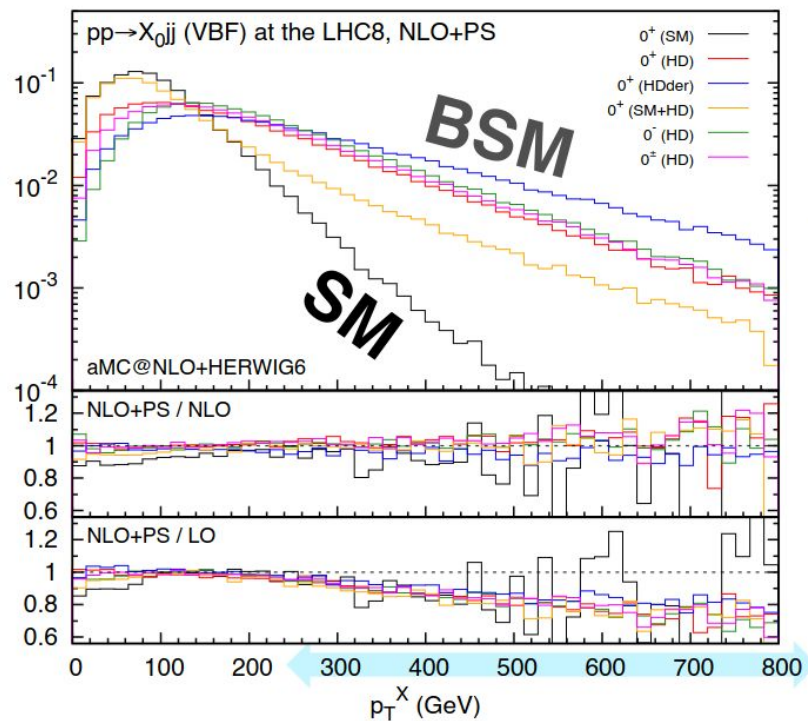 pp→X₀jj (VBF) at the LHC8, NLO+PS
0⁺ (SM)
0⁺ (HD)
0⁺ (HDder)
0⁺ (SM+HD)
0⁻ (HD)
0± (HD)
BSM
SM
10⁻¹
10⁻²
10⁻³
10⁻⁴
aMC@NLO+HERWIG6
NLO+PS / NLO
1.2
1
0.8
0.6
NLO+PS / LO
1.2
1
0.8
0.6
0 100 200 300 400 500 600 700 800
p_T^X (GeV)